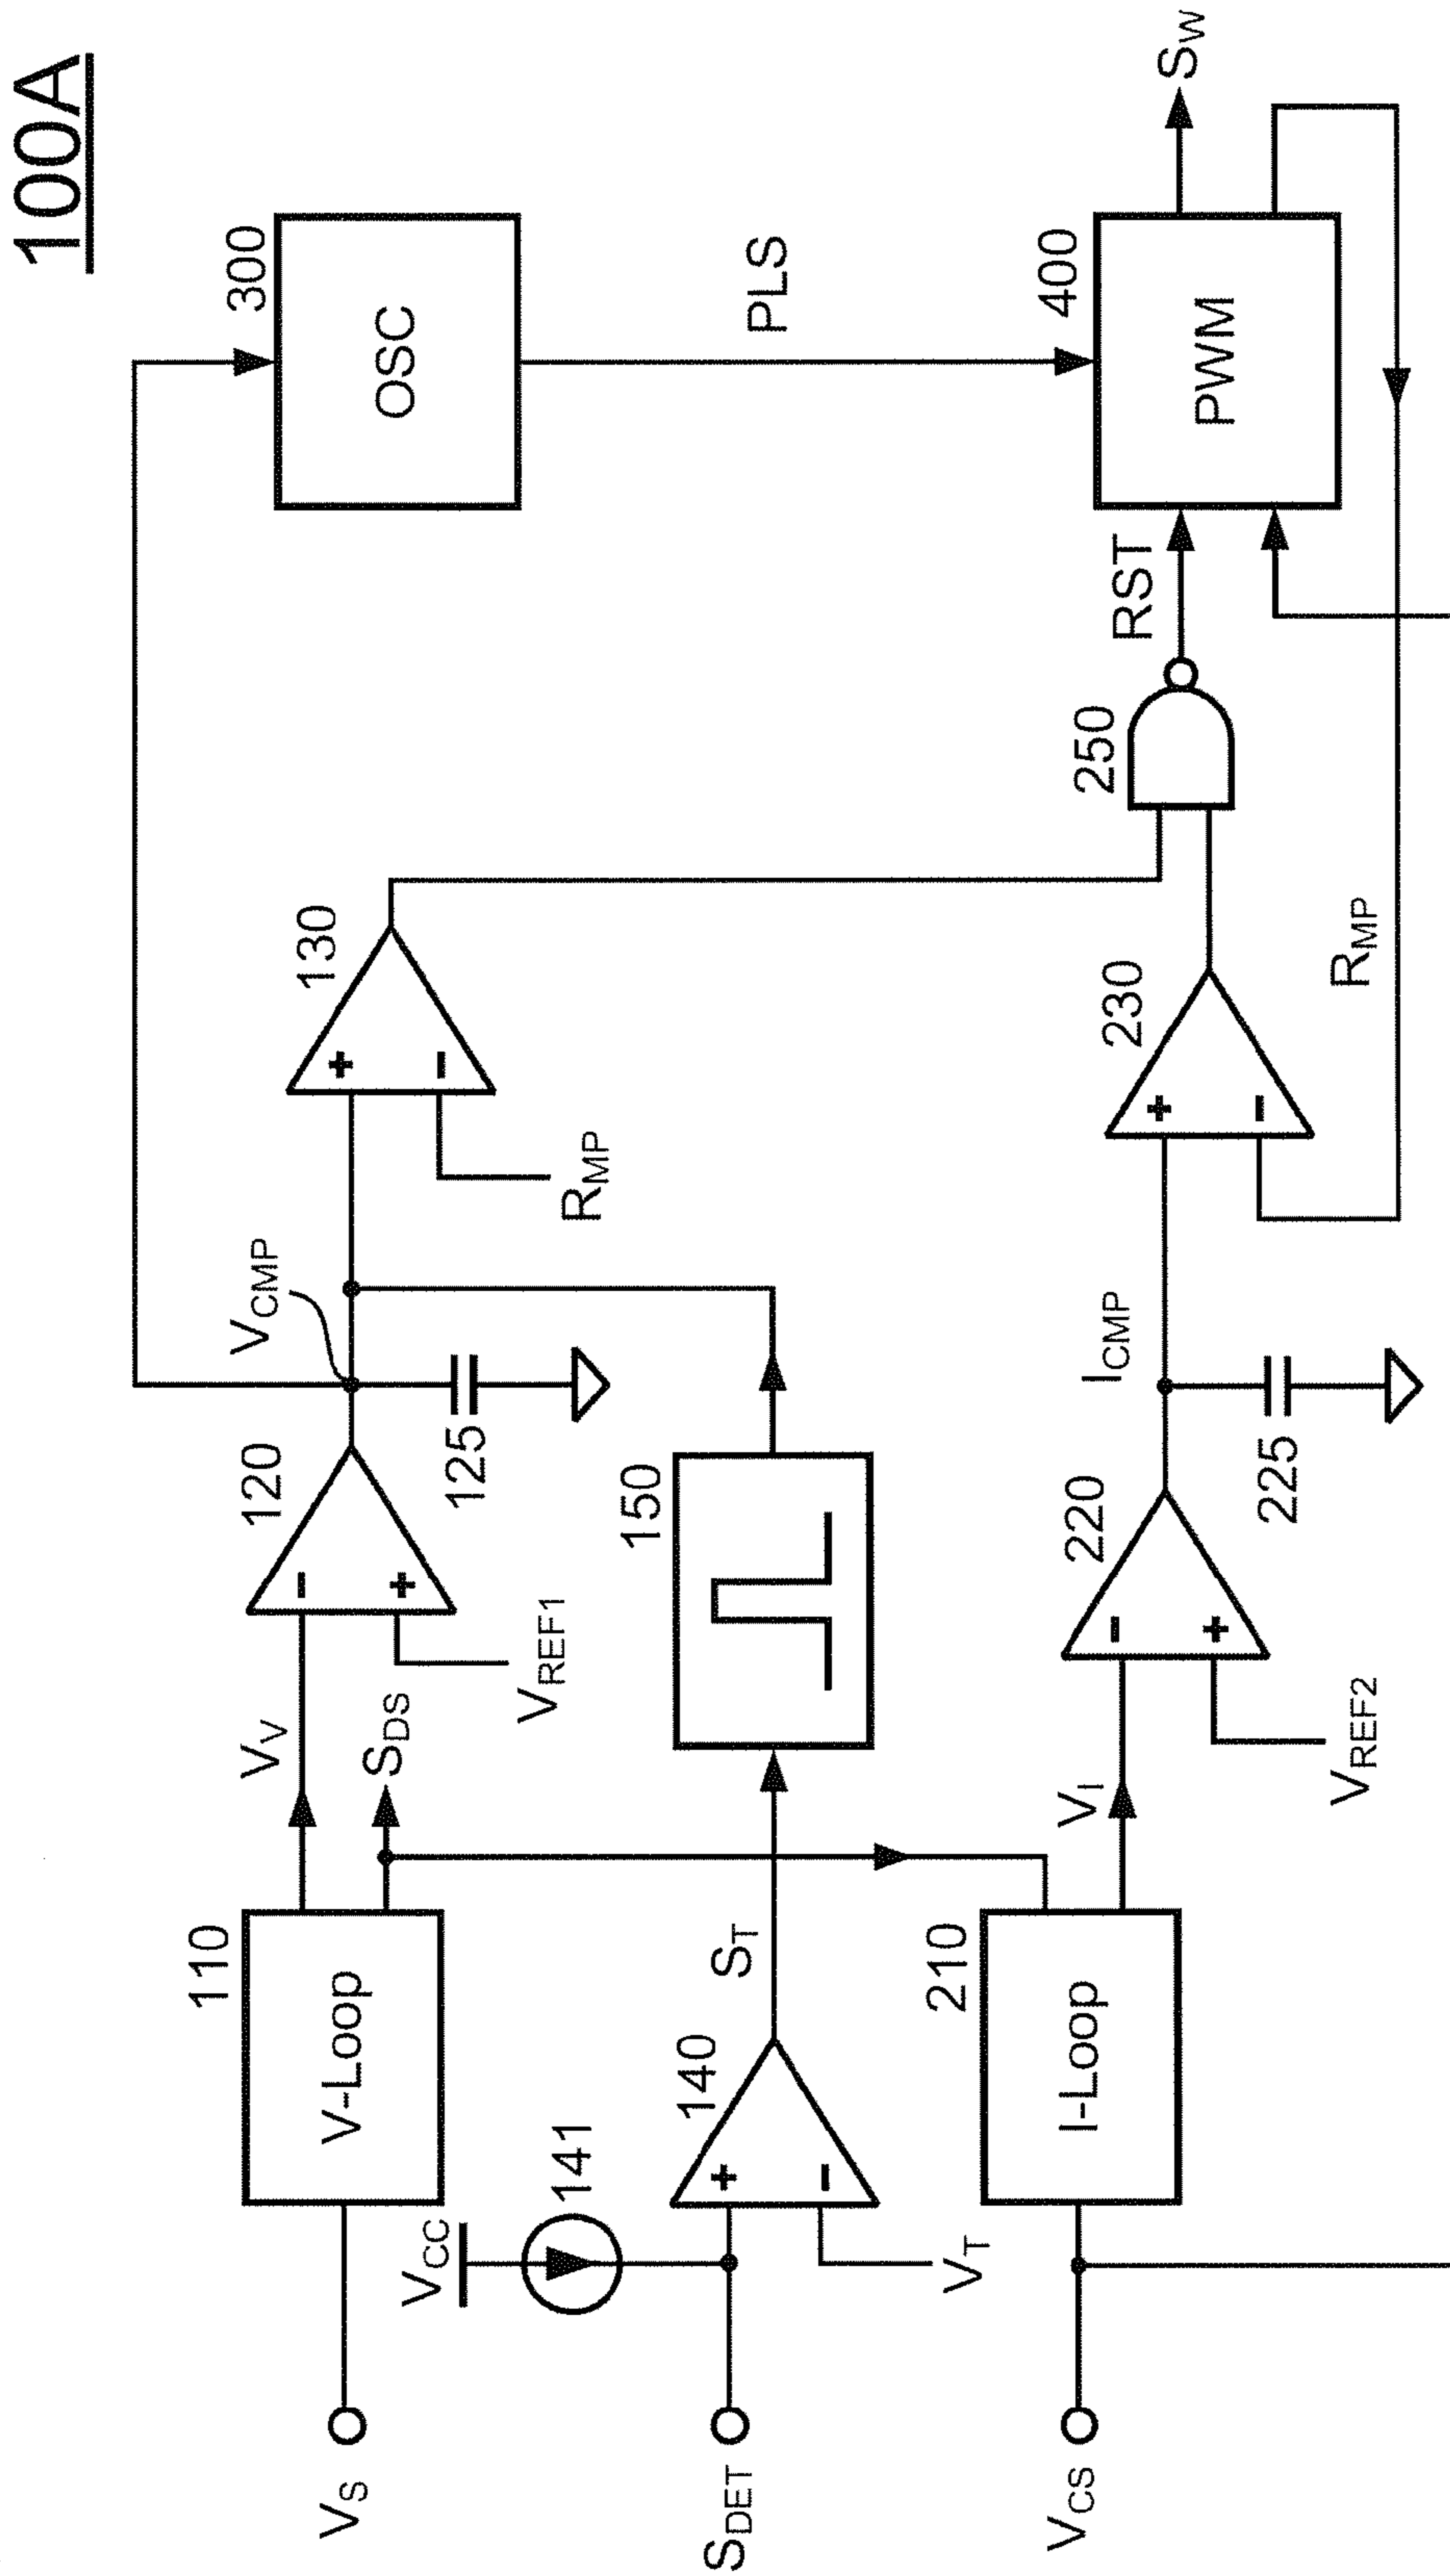 100A
300
OSC
PLS
400
PWM
SW
RST
250
130
+
−
RMP
230
+
−
RMP
VCMP
120
−
+
VREF1
125
150
ICMP
220
−
+
VREF2
225
VV
SDS
110
V-Loop
ST
140
+
−
VT
141
VCC
VI
210
I-Loop
VS
SDET
VCS